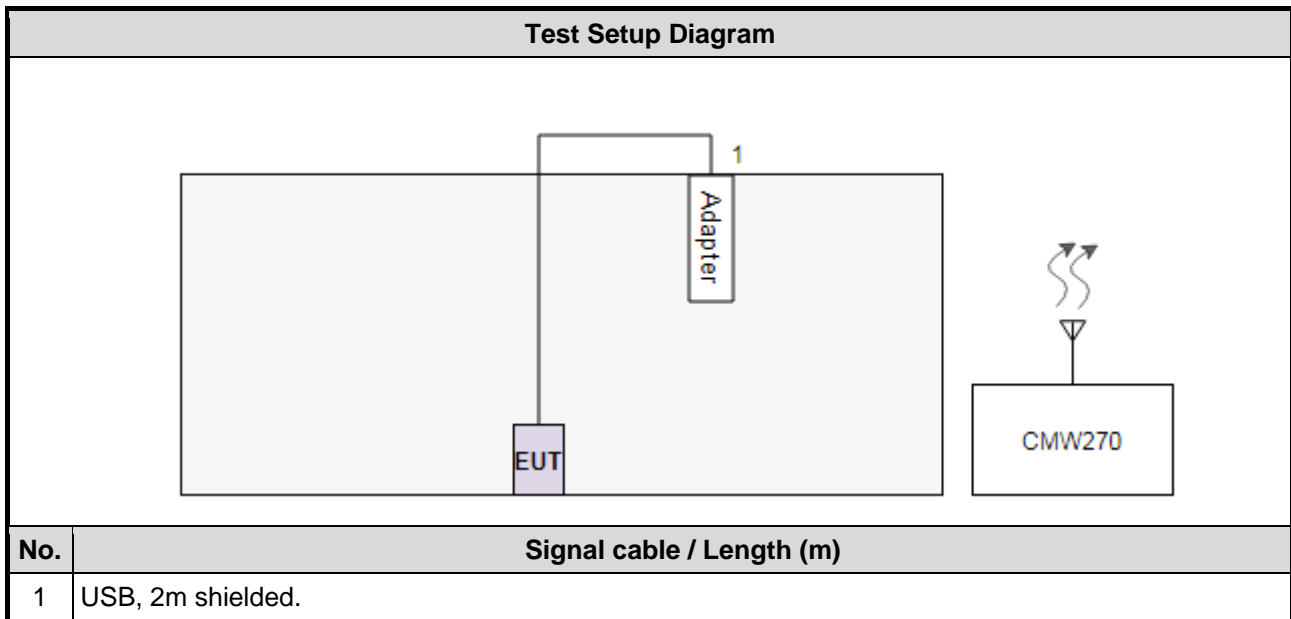 Test Setup Diagram
1
Adapter
EUT
CMW270
No. Signal cable / Length (m)
1 USB, 2m shielded.